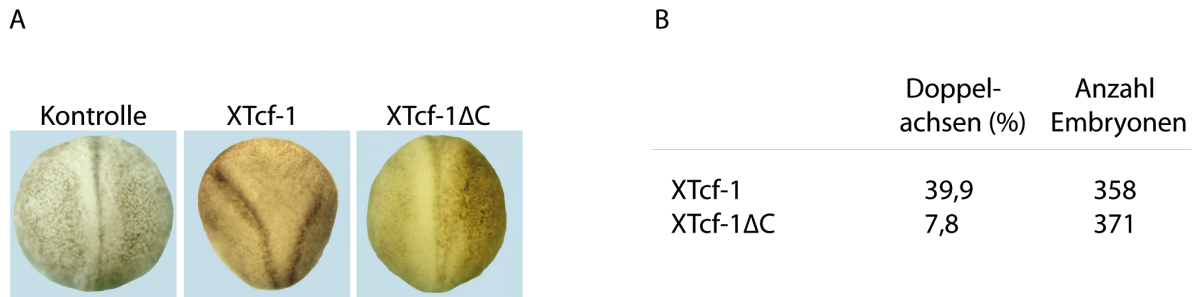 A
B
Kontrolle XTcf-1 XTcf-1ΔC
Doppel- Anzahl
achsen (%) Embryonen
XTcf-1 39,9 358
XTcf-1ΔC 7,8 371